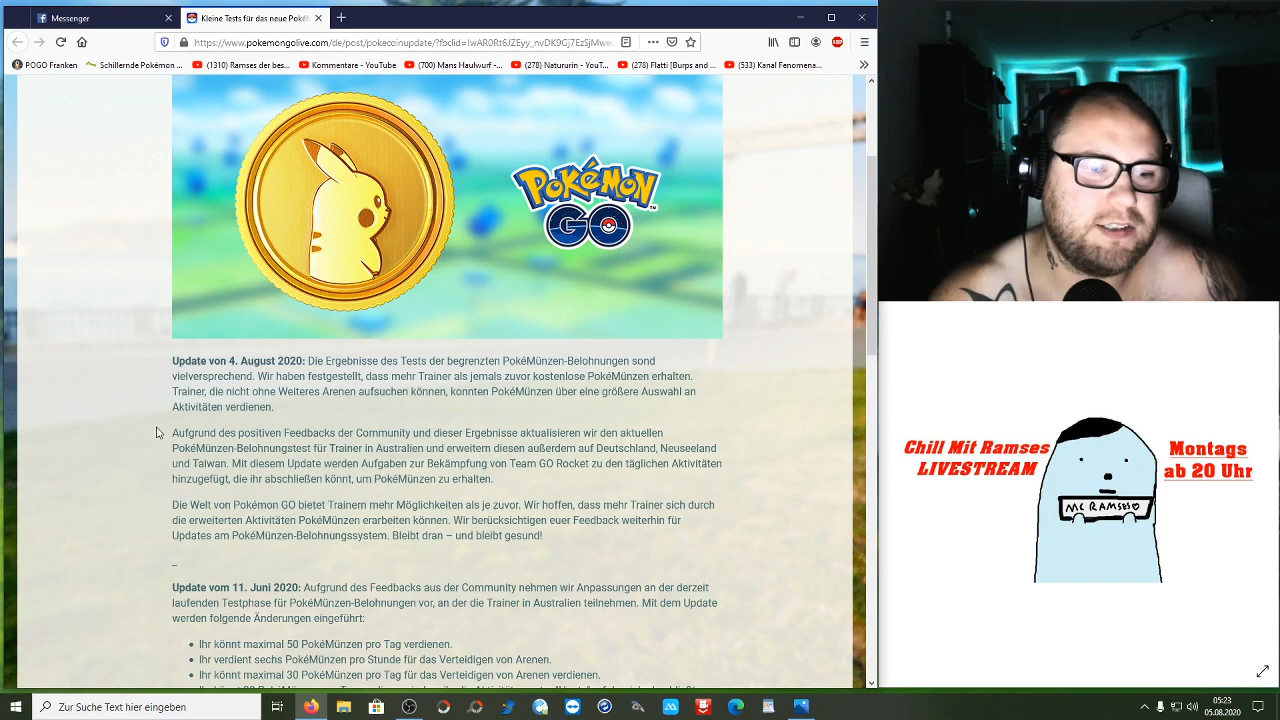 Messenger
Kleine Tests für das neue Poké
https://www.pokemongolive.com/de/post/pokecoinupdate/?fbclid=IwAR0Rt6JZEyy_nvDK9Gj7EzSjMwe
POGO Franken
Schillernde Pokémon ...
(1310) Ramses der bes...
Kommentare - YouTube
(700) Mans Haulwurf -...
(278) Natururin - YouT...
(278) Flatti [Burps and ...
(533) Kanal Fenomena...
POKéMON
GO
Update von 4. August 2020: Die Ergebnisse des Tests der begrenzten PokéMünzen-Belohnungen sond
vielversprechend. Wir haben festgestellt, dass mehr Trainer als jemals zuvor kostenlose PokéMünzen erhalten.
Trainer, die nicht ohne Weiteres Arenen aufsuchen können, konnten PokéMünzen über eine größere Auswahl an
Aktivitäten verdienen.
Aufgrund des positiven Feedbacks der Community und dieser Ergebnisse aktualisieren wir den aktuellen
PokéMünzen-Belohnungstest für Trainer in Australien und erweitern diesen außerdem auf Deutschland, Neuseeland
und Taiwan. Mit diesem Update werden Aufgaben zur Bekämpfung von Team GO Rocket zu den täglichen Aktivitäten
hinzugefügt, die ihr abschließen könnt, um PokéMünzen zu erhalten.
Die Welt von Pokémon GO bietet Trainern mehr Möglichkeiten als je zuvor. Wir hoffen, dass mehr Trainer sich durch
die erweiterten Aktivitäten PokéMünzen erarbeiten können. Wir berücksichtigen euer Feedback weiterhin für
Updates am PokéMünzen-Belohnungssystem. Bleibt dran – und bleibt gesund!
_
Update vom 11. Juni 2020: Aufgrund des Feedbacks aus der Community nehmen wir Anpassungen an der derzeit
laufenden Testphase für PokéMünzen-Belohnungen vor, an der die Trainer in Australien teilnehmen. Mit dem Update
werden folgende Änderungen eingeführt:
Ihr könnt maximal 50 PokéMünzen pro Tag verdienen.
Ihr verdient sechs PokéMünzen pro Stunde für das Verteidigen von Arenen.
Ihr könnt maximal 30 PokéMünzen pro Tag für das Verteidigen von Arenen verdienen.
Chill Mit Ramses
LIVESTREAM
Montags
ab 20 Uhr
MC RAMSES
Zur Suche Text hier eingeben
05:23
05.08.2020